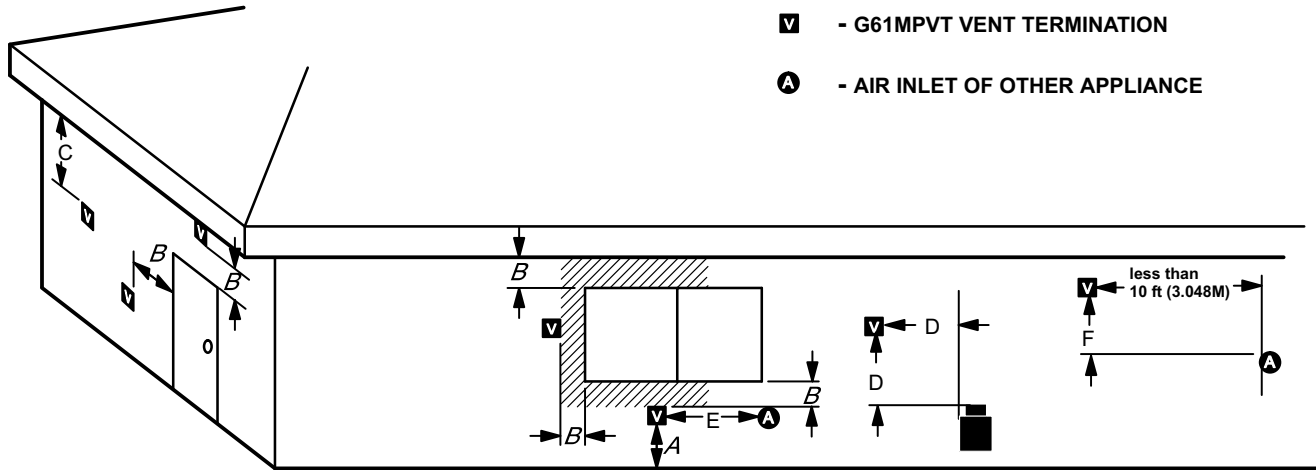 V - G61MPVT VENT TERMINATION
A - AIR INLET OF OTHER APPLIANCE
C
V
V
B
B
V
B
V
B
B
V
E
A
A
V
D
D
V
less than
10 ft (3.048M)
F
A